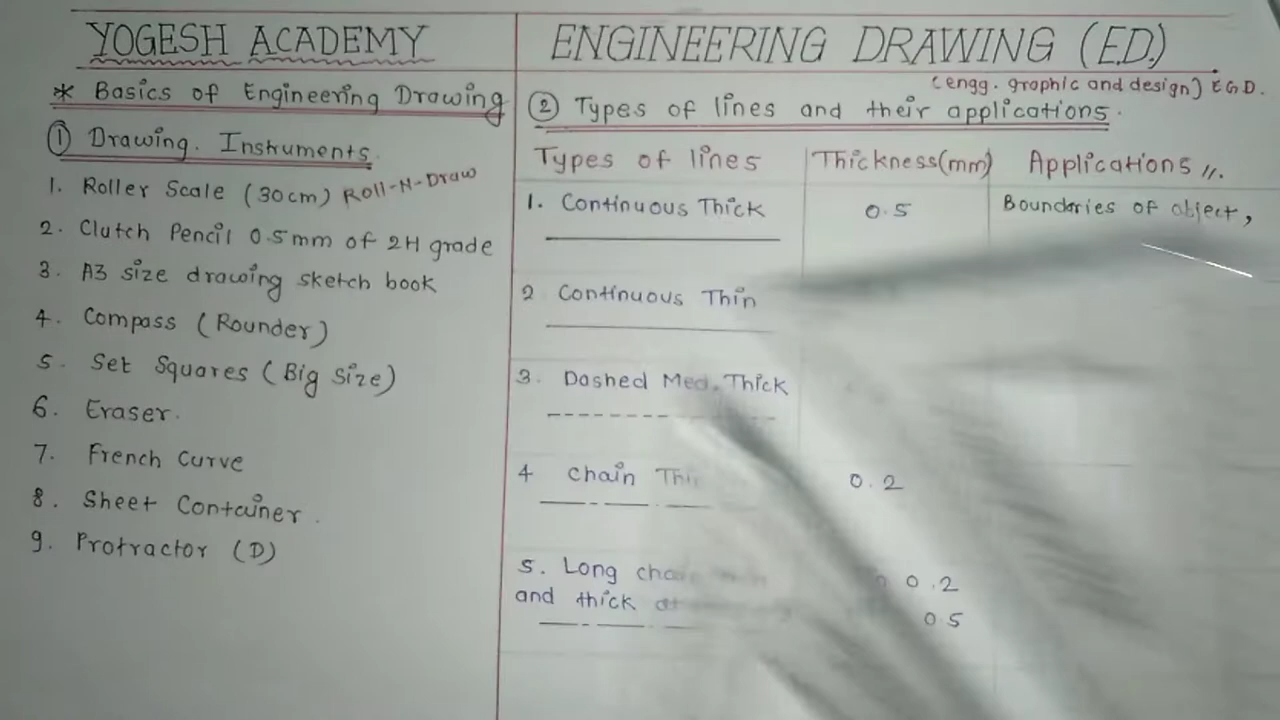 YOGESH ACADEMY
* Basics of Engineering Drawing
① Drawing. Instruments.
1. Roller Scale (30cm) Roll-N-Draw
2. Clutch Pencil 0.5mm of 2H grade
3. A3 size drawing sketch book
4. Compass (Rounder)
5. Set Squares (Big Size)
6. Eraser.
7. French Curve
8. Sheet Container.
9. Protractor (D)
ENGINEERING DRAWING (E.D.)
(engg. graphic and design) E.G.D.
② Types of lines and their applications.
Types of lines Thickness(mm) Applications
1. Continuous Thick 0.5 Boundaries of object,
2 Continuous Thin
3. Dashed Med. Thick
4 Chain 0.2
5. Long 0.2
and thick 0.5